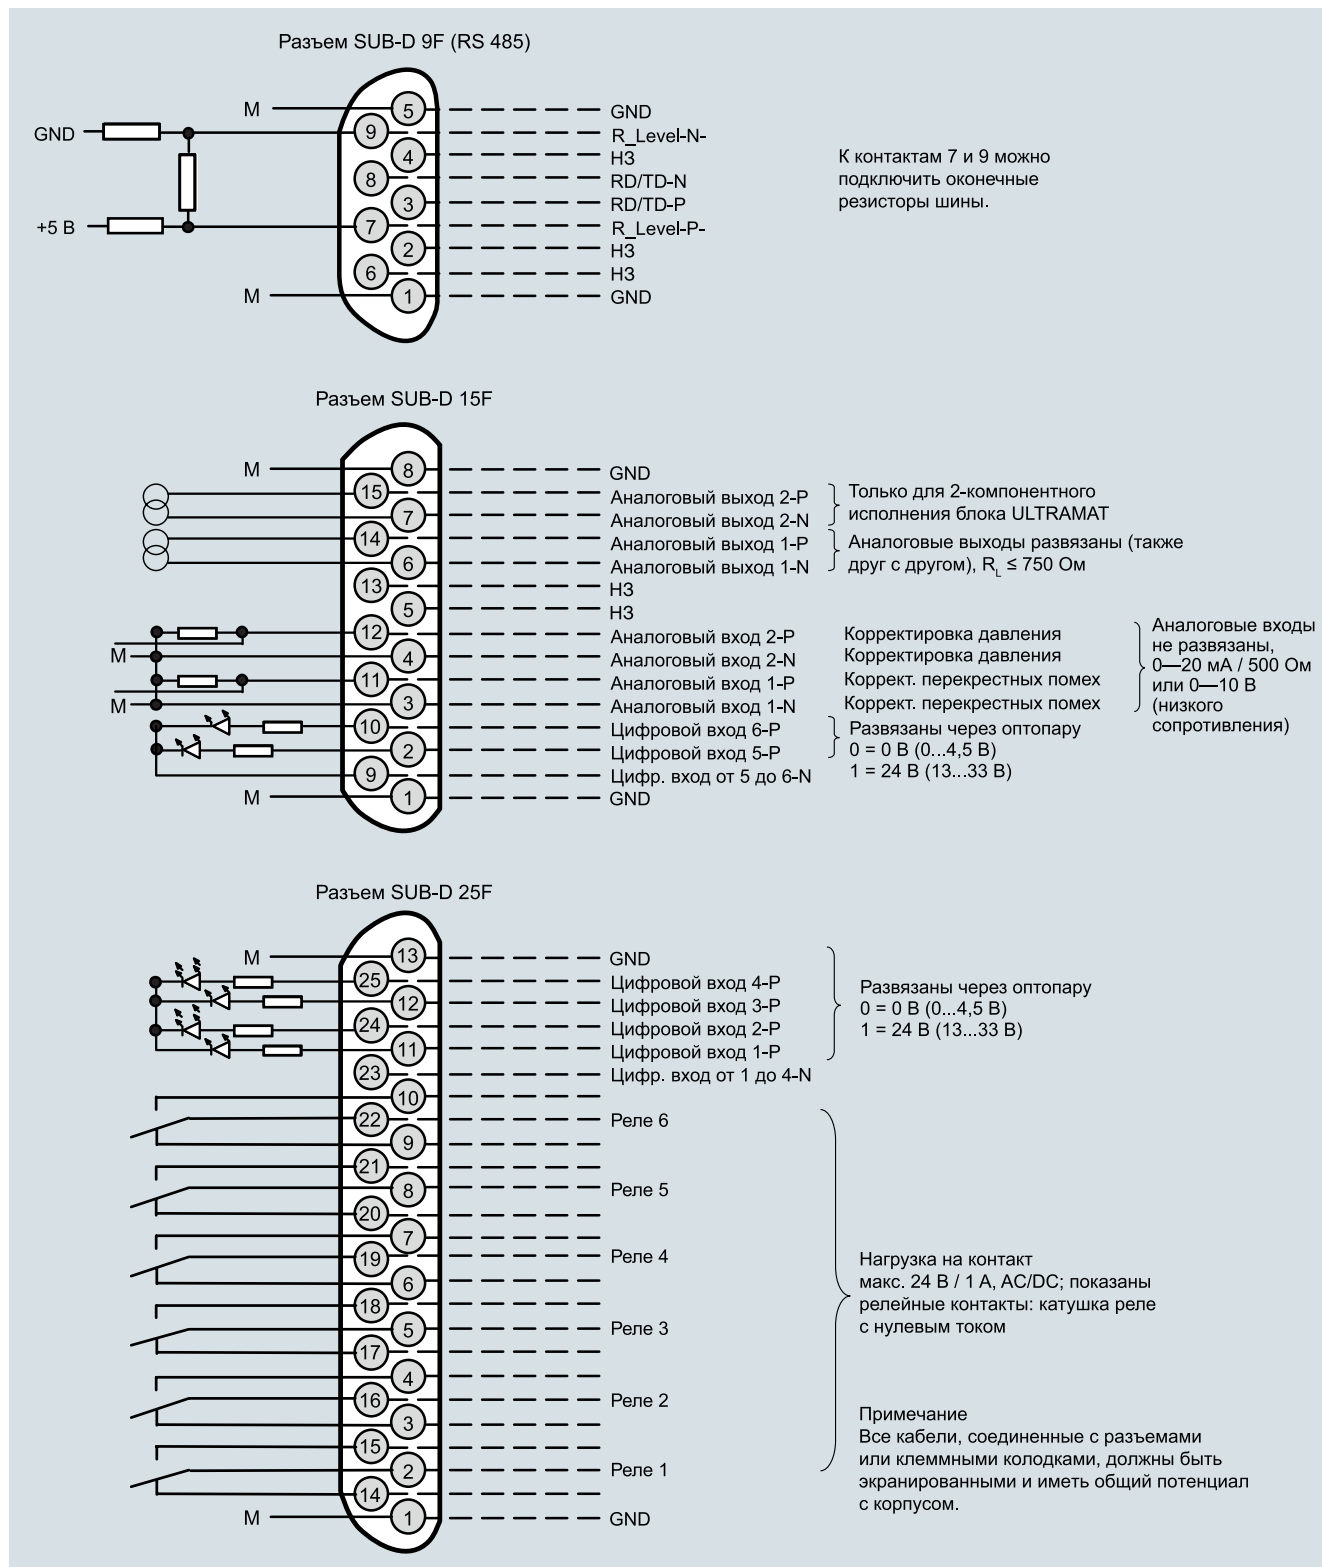 Разъем SUB-D 9F (RS 485)
M
5
GND
GND
9
R_Level-N-
4
НЗ
8
RD/TD-N
3
RD/TD-P
+5 В
7
R_Level-P-
2
НЗ
6
НЗ
M
1
GND
К контактам 7 и 9 можно
подключить оконечные
резисторы шины.
Разъем SUB-D 15F
M
8
GND
15
Аналоговый выход 2-P
7
Аналоговый выход 2-N
14
Аналоговый выход 1-P
6
Аналоговый выход 1-N
13
НЗ
5
НЗ
12
Аналоговый вход 2-P
Корректировка давления
M
4
Аналоговый вход 2-N
Корректировка давления
11
Аналоговый вход 1-P
Коррект. перекрестных помех
M
3
Аналоговый вход 1-N
Коррект. перекрестных помех
10
Цифровой вход 6-P
2
Цифровой вход 5-P
9
Цифр. вход от 5 до 6-N
M
1
GND
Только для 2-компонентного
исполнения блока ULTRAMAT
Аналоговые выходы развязаны (также
друг с другом), RL ≤ 750 Ом
Аналоговые входы
не развязаны,
0—20 мА / 500 Ом
или 0—10 В
(низкого
сопротивления)
Развязаны через оптопару
0 = 0 В (0...4,5 В)
1 = 24 В (13...33 В)
Разъем SUB-D 25F
M
13
GND
25
Цифровой вход 4-P
12
Цифровой вход 3-P
24
Цифровой вход 2-P
11
Цифровой вход 1-P
23
Цифр. вход от 1 до 4-N
10
22
Реле 6
9
21
8
Реле 5
20
7
19
Реле 4
6
18
5
Реле 3
17
4
16
Реле 2
3
15
2
Реле 1
14
M
1
GND
Развязаны через оптопару
0 = 0 В (0...4,5 В)
1 = 24 В (13...33 В)
Нагрузка на контакт
макс. 24 В / 1 А, AC/DC; показаны
релейные контакты: катушка реле
с нулевым током
Примечание
Все кабели, соединенные с разъемами
или клеммными колодками, должны быть
экранированными и иметь общий потенциал
с корпусом.